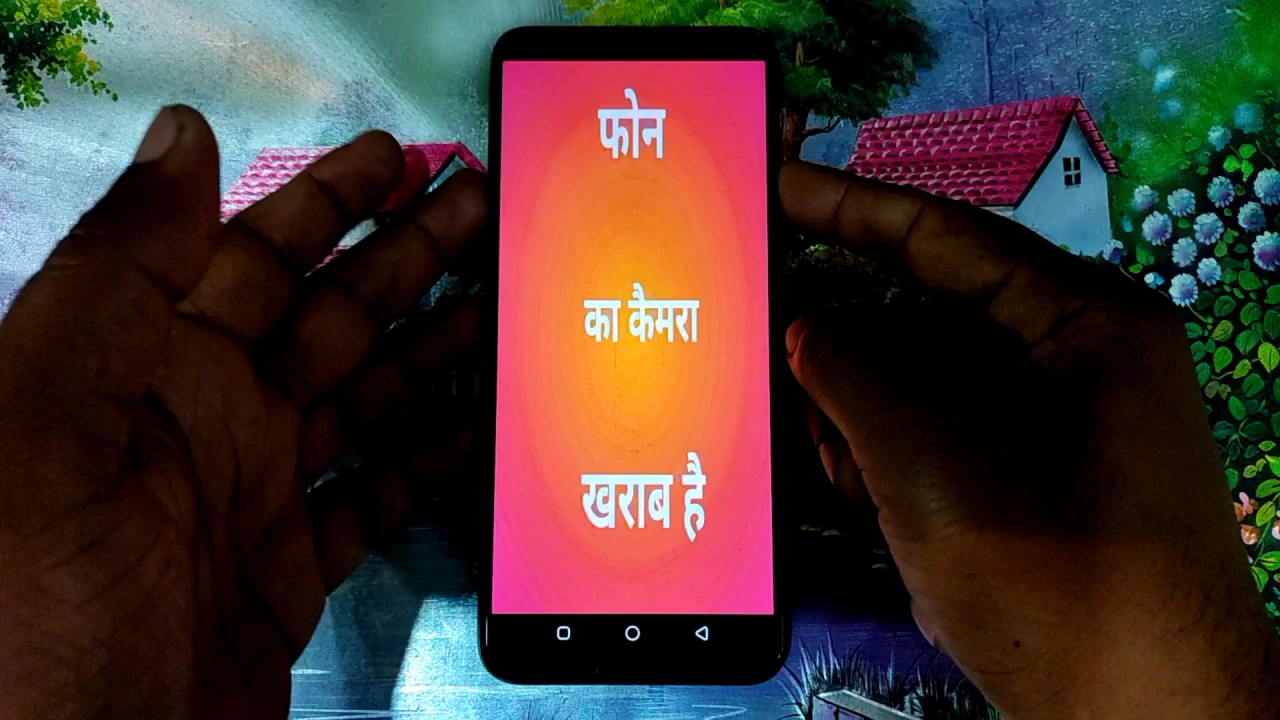 फोन
का कैमरा
खराब है